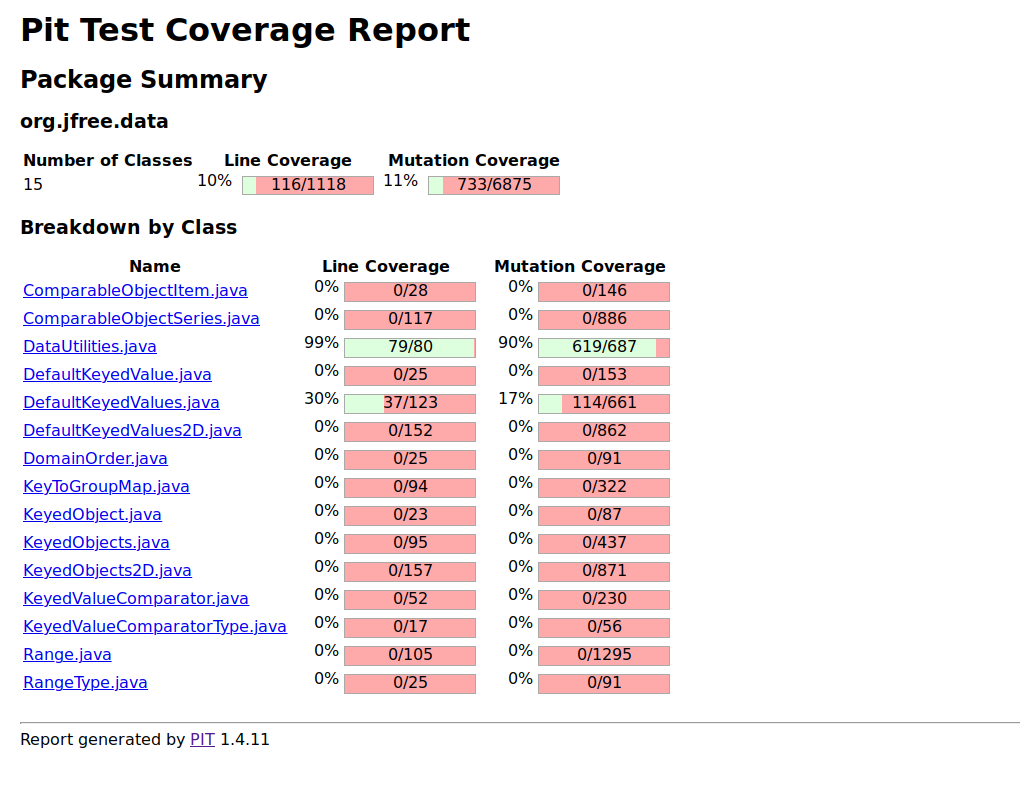 Pit Test Coverage Report
Package Summary
org.jfree.data
Number of Classes Line Coverage Mutation Coverage
15 10% 116/1118 11% 733/6875
Breakdown by Class
Name Line Coverage Mutation Coverage
ComparableObjectItem.java 0% 0/28 0% 0/146
ComparableObjectSeries.java 0% 0/117 0% 0/886
DataUtilities.java 99% 79/80 90% 619/687
DefaultKeyedValue.java 0% 0/25 0% 0/153
DefaultKeyedValues.java 30% 37/123 17% 114/661
DefaultKeyedValues2D.java 0% 0/152 0% 0/862
DomainOrder.java 0% 0/25 0% 0/91
KeyToGroupMap.java 0% 0/94 0% 0/322
KeyedObject.java 0% 0/23 0% 0/87
KeyedObjects.java 0% 0/95 0% 0/437
KeyedObjects2D.java 0% 0/157 0% 0/871
KeyedValueComparator.java 0% 0/52 0% 0/230
KeyedValueComparatorType.java 0% 0/17 0% 0/56
Range.java 0% 0/105 0% 0/1295
RangeType.java 0% 0/25 0% 0/91
Report generated by PIT 1.4.11